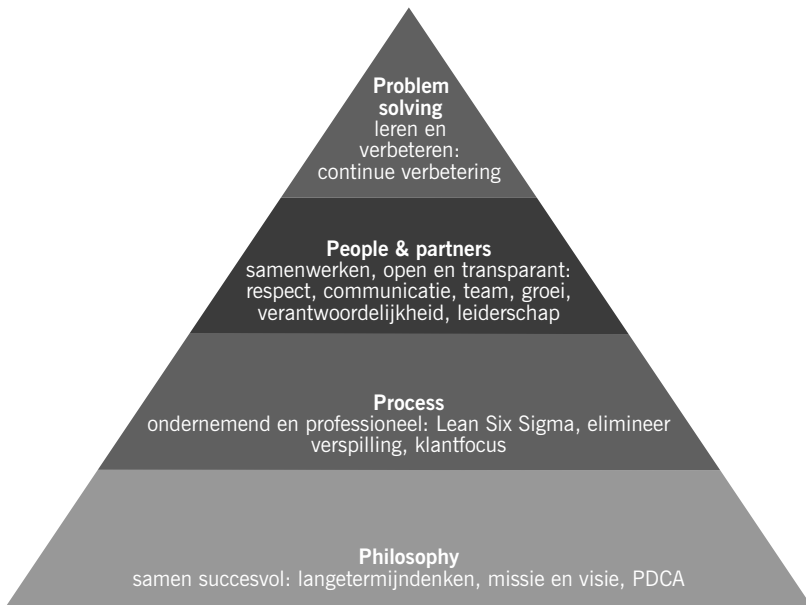 Problem
solving
leren en
verbeteren:
continue verbetering
People & partners
samenwerken, open en transparant:
respect, communicatie, team, groei,
verantwoordelijkheid, leiderschap
Process
ondernemend en professioneel: Lean Six Sigma, elimineer
verspilling, klantfocus
Philosophy
samen succesvol: langetermijndenken, missie en visie, PDCA